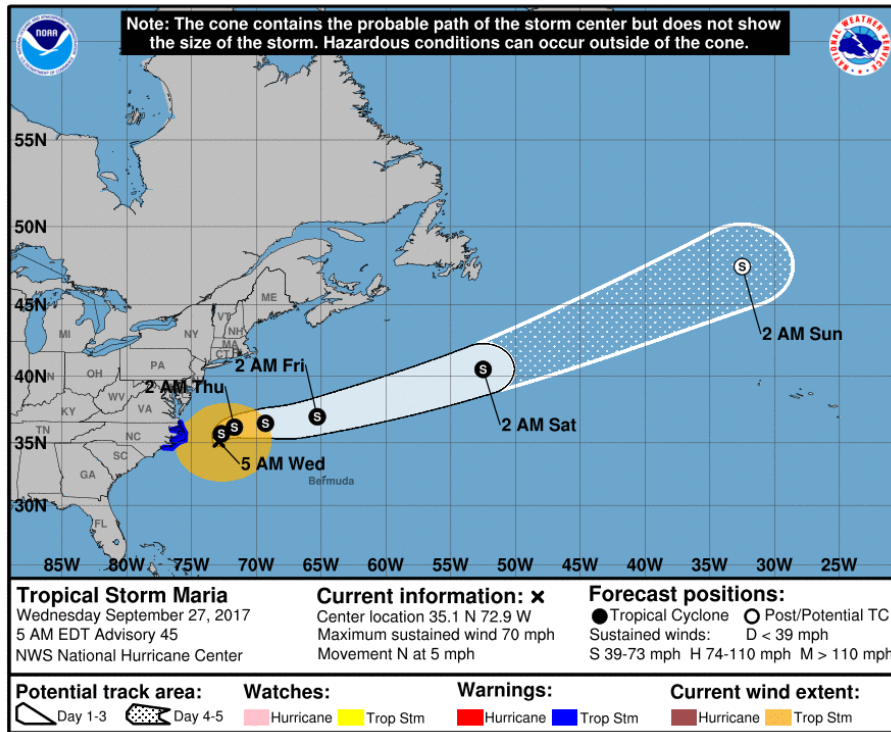 Note: The cone contains the probable path of the storm center but does not show
the size of the storm. Hazardous conditions can occur outside of the cone.
NOAA
NATIONAL WEATHER SERVICE
55N
50N
45N
40N
35N
30N
ME
VT
NH
MA
CT
NY
MI
PA
OH
WV
VA
KY
NC
TN
SC
GA
FL
2 AM Sun
2 AM Fri
2 AM Thu
2 AM Sat
5 AM Wed
Bermuda
S
S
S
S
S
S
85W 80W 75W 70W 65W 60W 55W 50W 45W 40W 35W 30W 25W
Tropical Storm Maria
Wednesday September 27, 2017
5 AM EDT Advisory 45
NWS National Hurricane Center
Current information: ×
Center location 35.1 N 72.9 W
Maximum sustained wind 70 mph
Movement N at 5 mph
Forecast positions:
Tropical Cyclone Post/Potential TC
Sustained winds: D < 39 mph
S 39-73 mph H 74-110 mph M > 110 mph
Potential track area:
Day 1-3 Day 4-5
Watches:
Hurricane Trop Stm
Warnings:
Hurricane Trop Stm
Current wind extent:
Hurricane Trop Stm